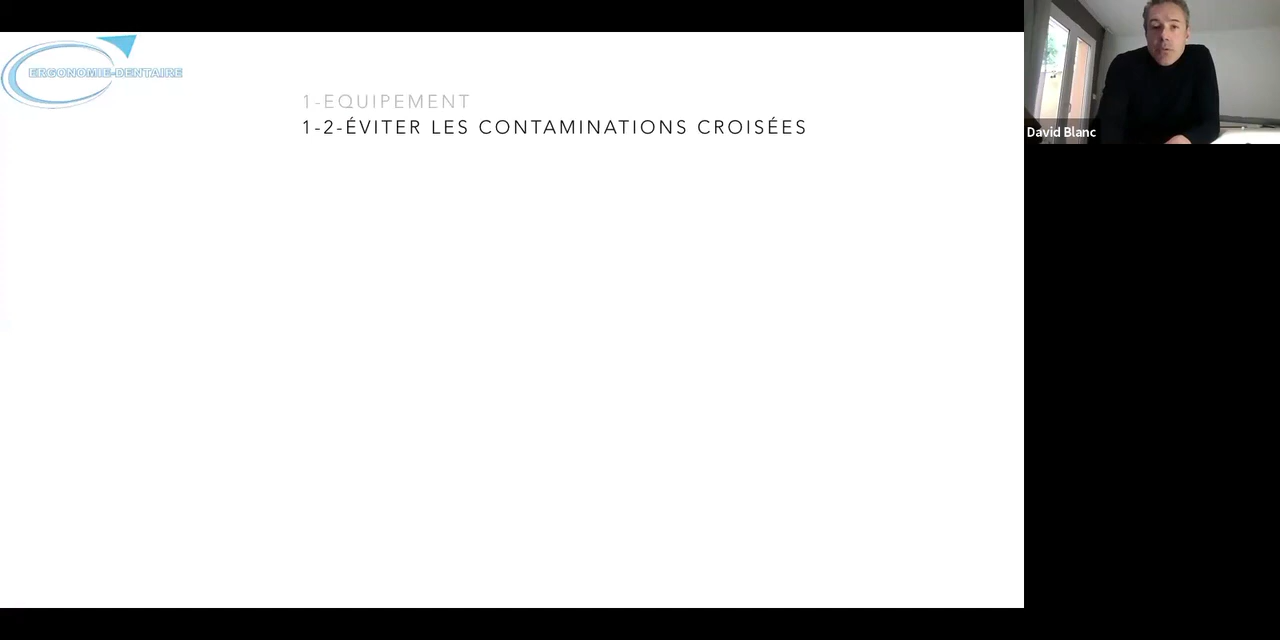 ERGONOMIE-DENTAIRE
1-EQUIPEMENT
1-2-ÉVITER LES CONTAMINATIONS CROISÉES
David Blanc